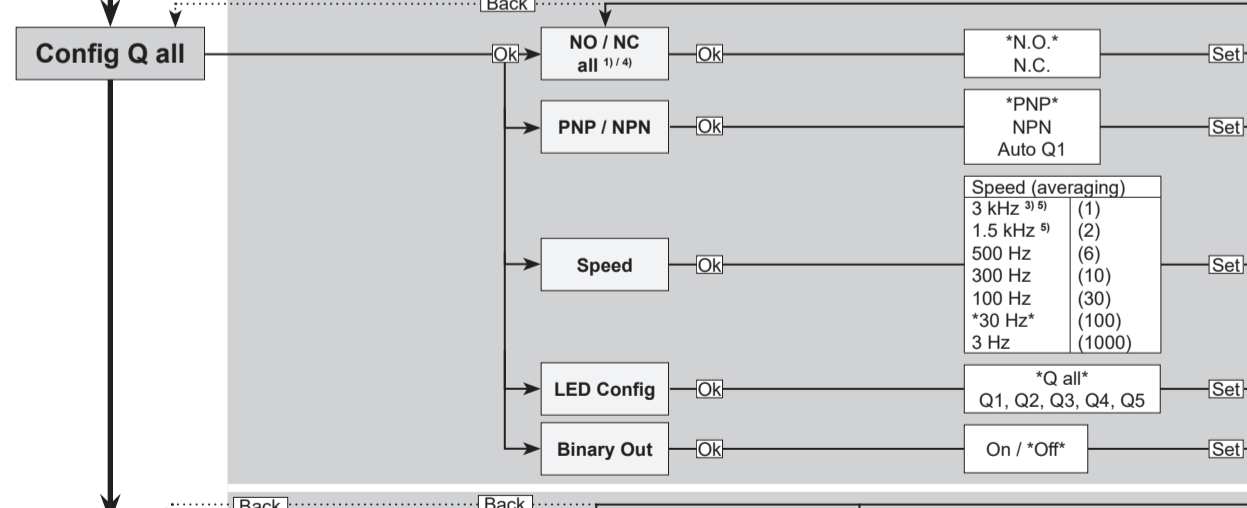 Back
Config Q all
Ok
NO / NC
all 1) / 4)
Ok
*N.O.*
N.C.
Set
PNP / NPN
Ok
*PNP*
NPN
Auto Q1
Set
Speed
Ok
Speed (averaging)
3 kHz 3) 5) (1)
1.5 kHz 5) (2)
500 Hz (6)
300 Hz (10)
100 Hz (30)
*30 Hz* (100)
3 Hz (1000)
Set
LED Config
Ok
*Q all*
Q1, Q2, Q3, Q4, Q5
Set
Binary Out
Ok
On / *Off*
Set
Back
Back